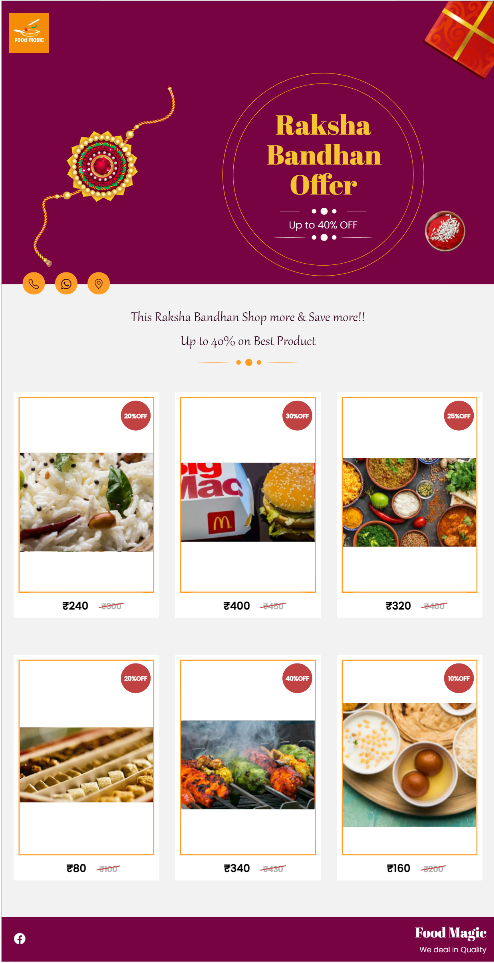 FOOD MAGIC
Raksha
Bandhan
Offer
Up to 40% OFF
This Raksha Bandhan Shop more & Save more!!
Up to 40% on Best Product
20%OFF
30%OFF
25%OFF
Big
Mac
₹240 ₹300
₹400 ₹450
₹320 ₹400
20%OFF
40%OFF
10%OFF
₹80 ₹100
₹340 ₹430
₹160 ₹200
Food Magic
We deal in Quality